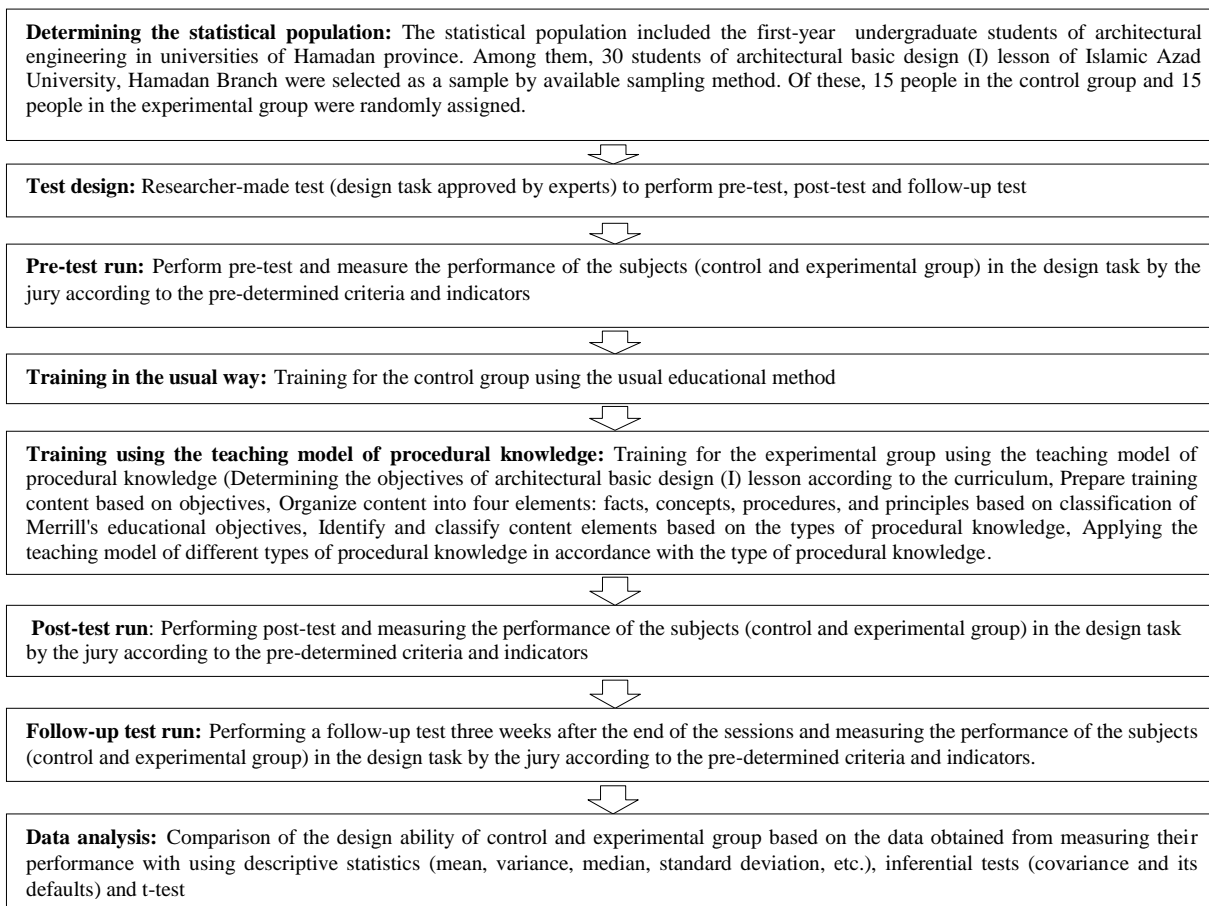 Determining the statistical population: The statistical population included the first-year undergraduate students of architectural
engineering in universities of Hamadan province. Among them, 30 students of architectural basic design (I) lesson of Islamic Azad
University, Hamadan Branch were selected as a sample by available sampling method. Of these, 15 people in the control group and 15
people in the experimental group were randomly assigned.
Test design: Researcher-made test (design task approved by experts) to perform pre-test, post-test and follow-up test
Pre-test run: Perform pre-test and measure the performance of the subjects (control and experimental group) in the design task by the
jury according to the pre-determined criteria and indicators
Training in the usual way: Training for the control group using the usual educational method
Training using the teaching model of procedural knowledge: Training for the experimental group using the teaching model of
procedural knowledge (Determining the objectives of architectural basic design (I) lesson according to the curriculum, Prepare training
content based on objectives, Organize content into four elements: facts, concepts, procedures, and principles based on classification of
Merrill's educational objectives, Identify and classify content elements based on the types of procedural knowledge, Applying the
teaching model of different types of procedural knowledge in accordance with the type of procedural knowledge.
Post-test run: Performing post-test and measuring the performance of the subjects (control and experimental group) in the design task
by the jury according to the pre-determined criteria and indicators
Follow-up test run: Performing a follow-up test three weeks after the end of the sessions and measuring the performance of the subjects
(control and experimental group) in the design task by the jury according to the pre-determined criteria and indicators.
Data analysis: Comparison of the design ability of control and experimental group based on the data obtained from measuring their
performance with using descriptive statistics (mean, variance, median, standard deviation, etc.), inferential tests (covariance and its
defaults) and t-test